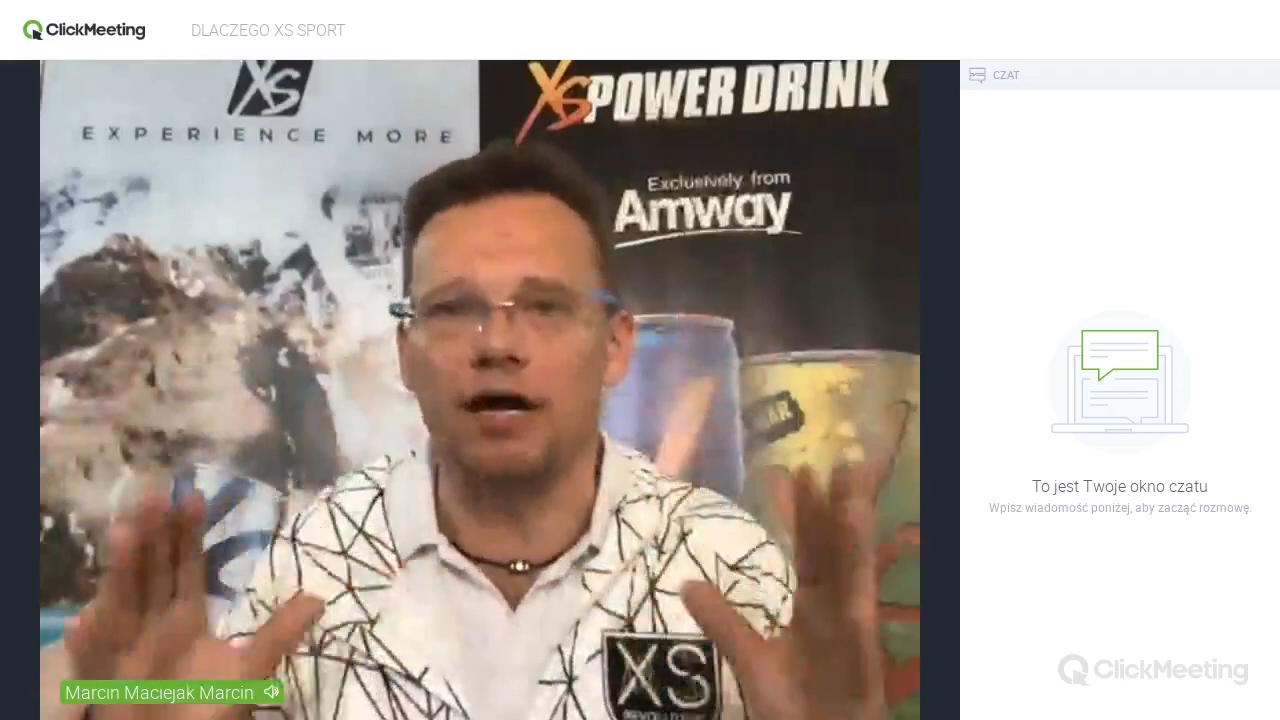 ClickMeeting
DLACZEGO XS SPORT
CZAT
XS
EXPERIENCE MORE
XS POWER DRINK
Exclusively from
Amway
XS
Marcin Maciejak Marcin
To jest Twoje okno czatu
Wpisz wiadomość poniżej, aby zacząć rozmowę.
ClickMeeting